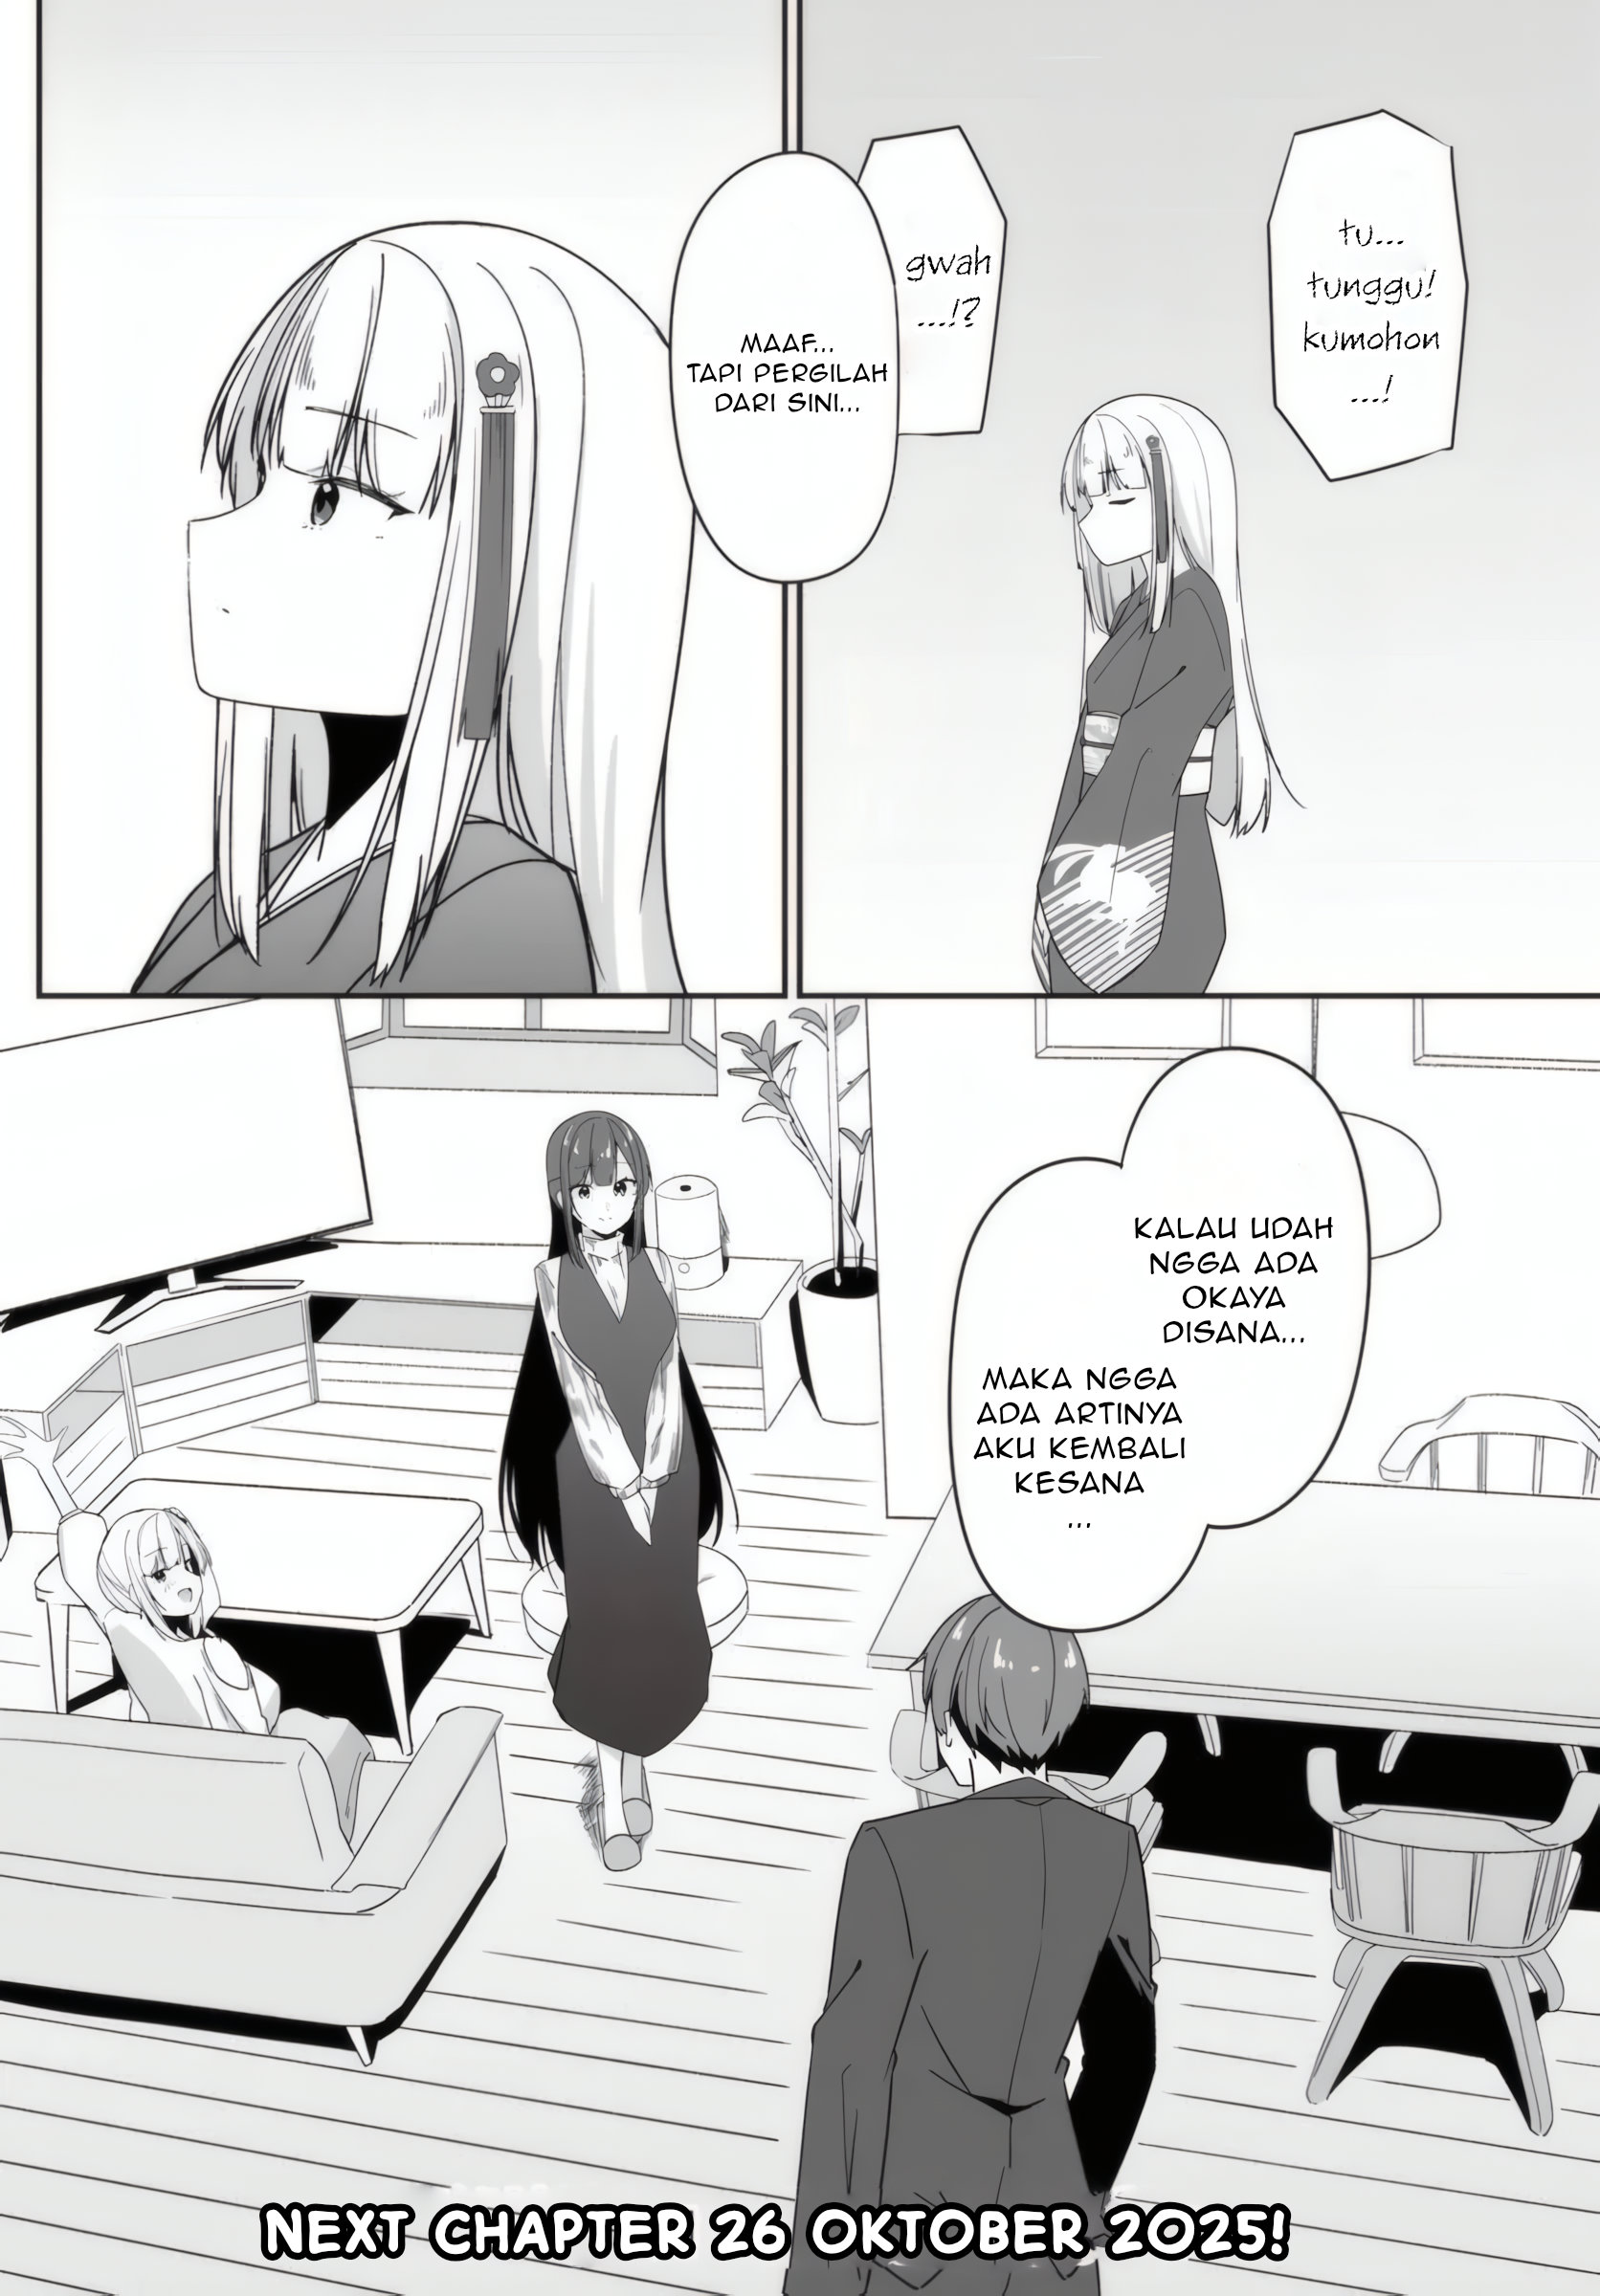 tu...
tunggu!
kumohon
...!
gwah
...!?
MAAF...
TAPI PERGILAH
DARI SINI...
KALAU UDAH
NGGA ADA
OKAYA
DISANA...
MAKA NGGA
ADA ARTINYA
AKU KEMBALI
KESANA
...
NEXT CHAPTER 26 OKTOBER 2025!